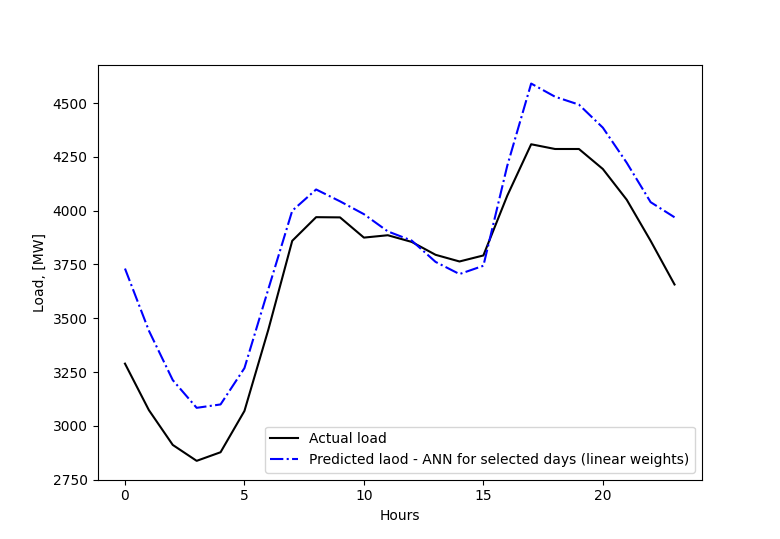 4500
4250
4000
3750
3500
3250
3000
2750
Load, [MW]
0 5 10 15 20
Hours
Actual load
Predicted laod - ANN for selected days (linear weights)